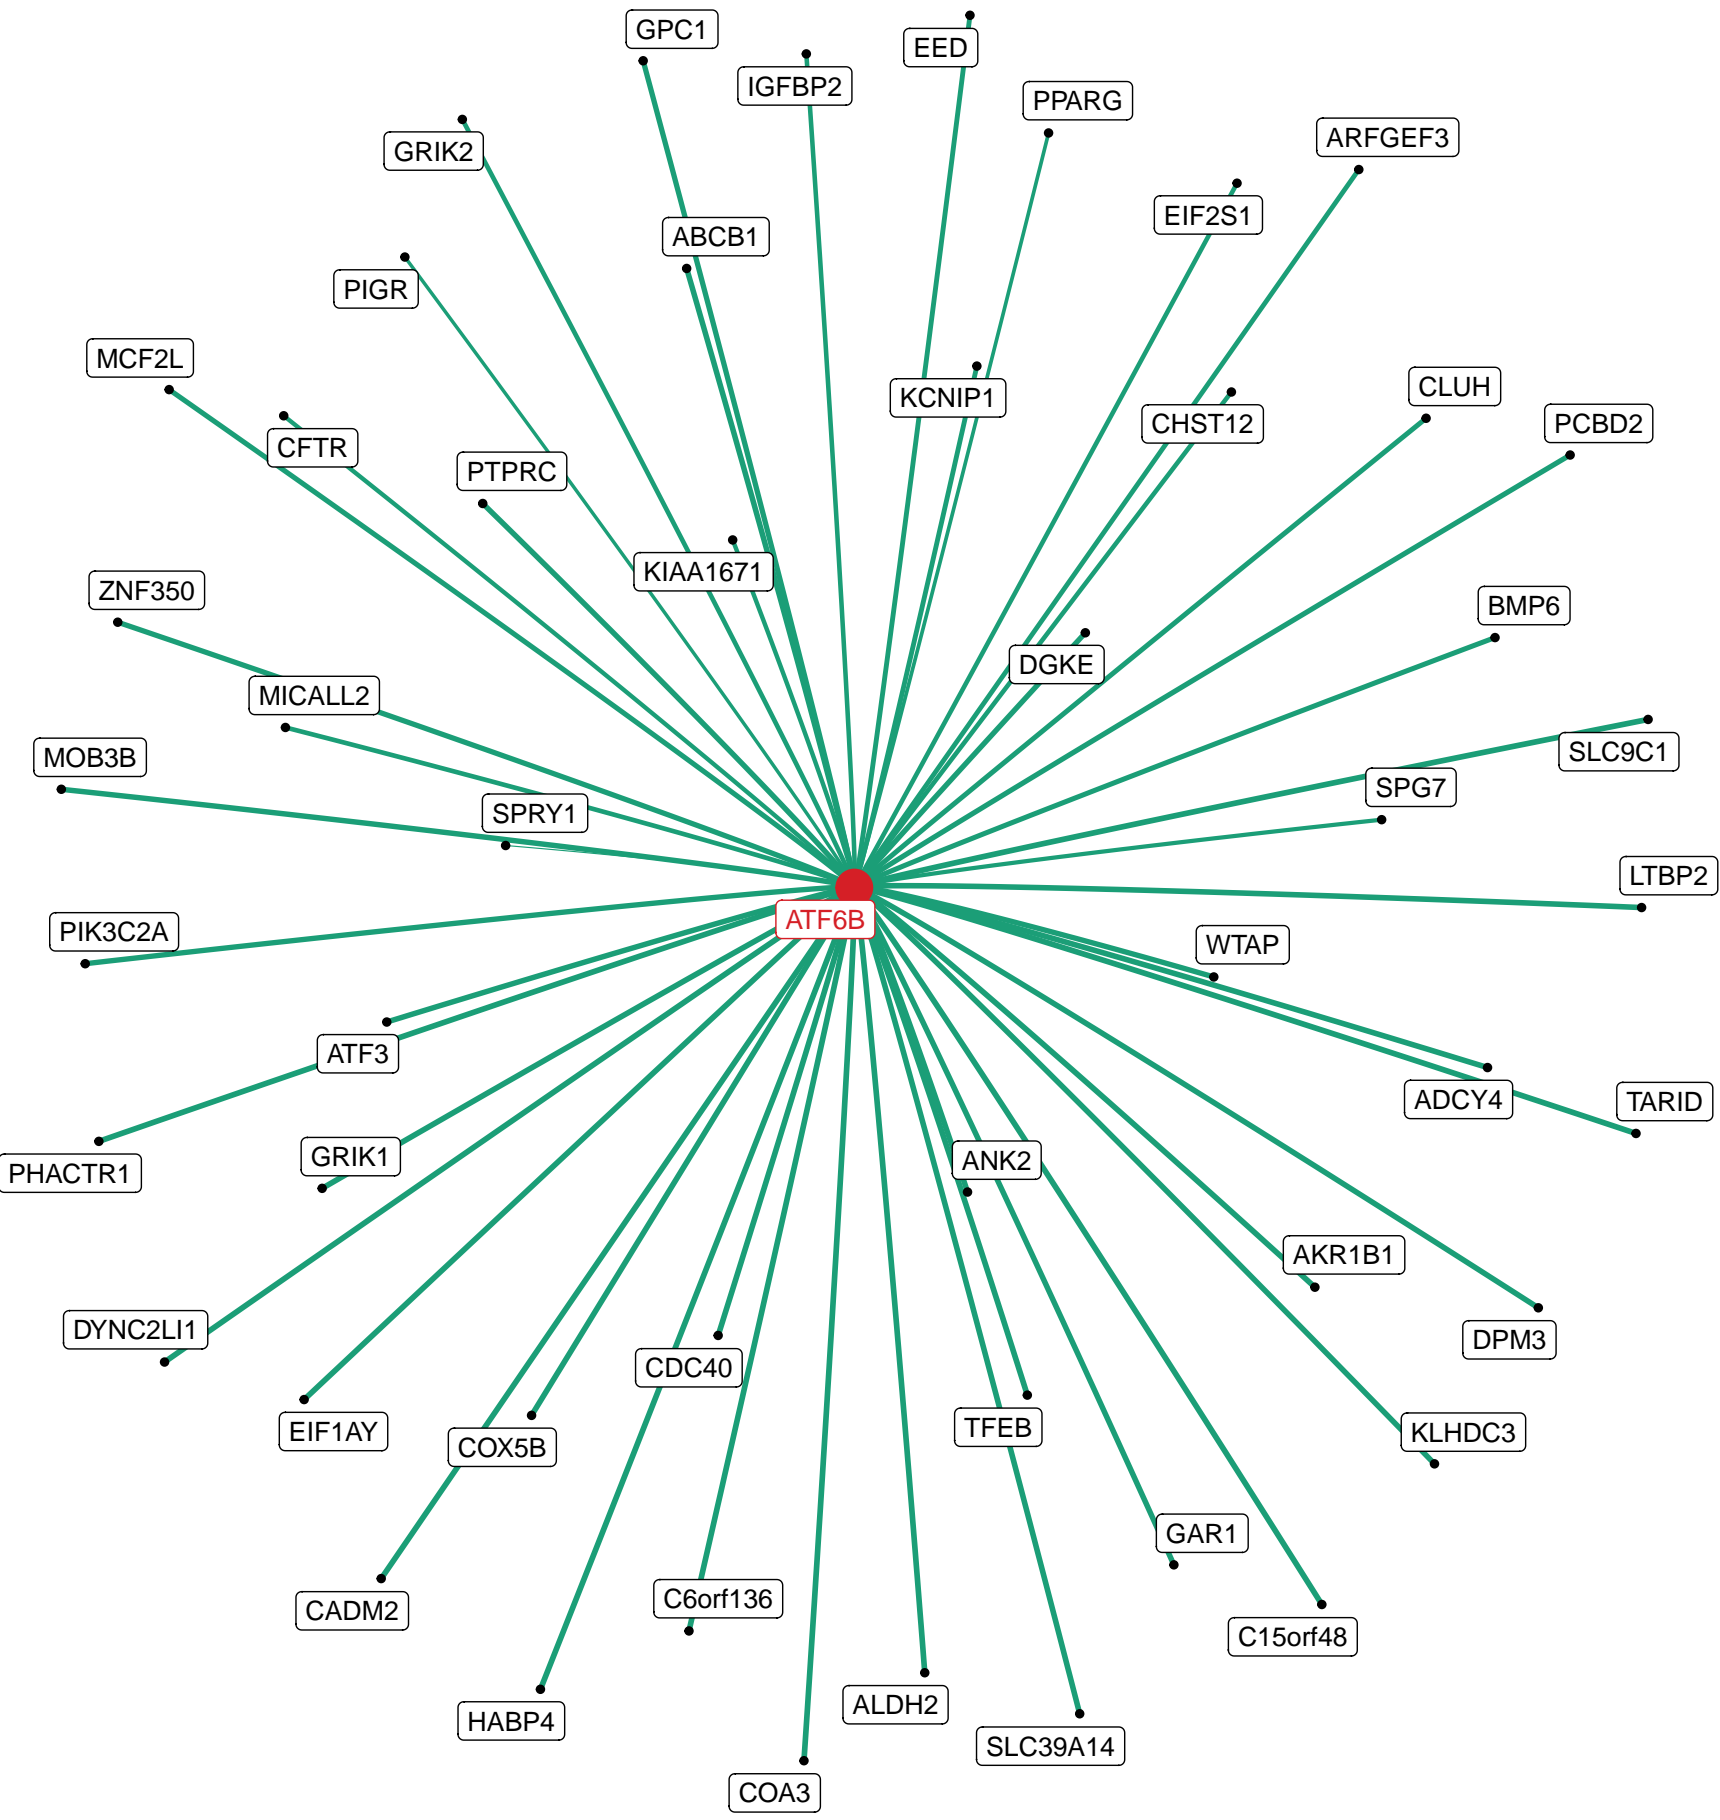 GPC1
EED
IGFBP2
PPARG
ARFGEF3
GRIK2
EIF2S1
ABCB1
PIGR
MCF2L
CLUH
KCNIP1
CHST12
PCBD2
CFTR
PTPRC
KIAA1671
ZNF350
BMP6
DGKE
MICALL2
SLC9C1
MOB3B
SPG7
SPRY1
LTBP2
ATF6B
PIK3C2A
WTAP
ATF3
ADCY4
TARID
GRIK1
ANK2
PHACTR1
AKR1B1
DYNC2LI1
DPM3
CDC40
TFEB
EIF1AY
KLHDC3
COX5B
GAR1
C6orf136
CADM2
C15orf48
ALDH2
HABP4
SLC39A14
COA3